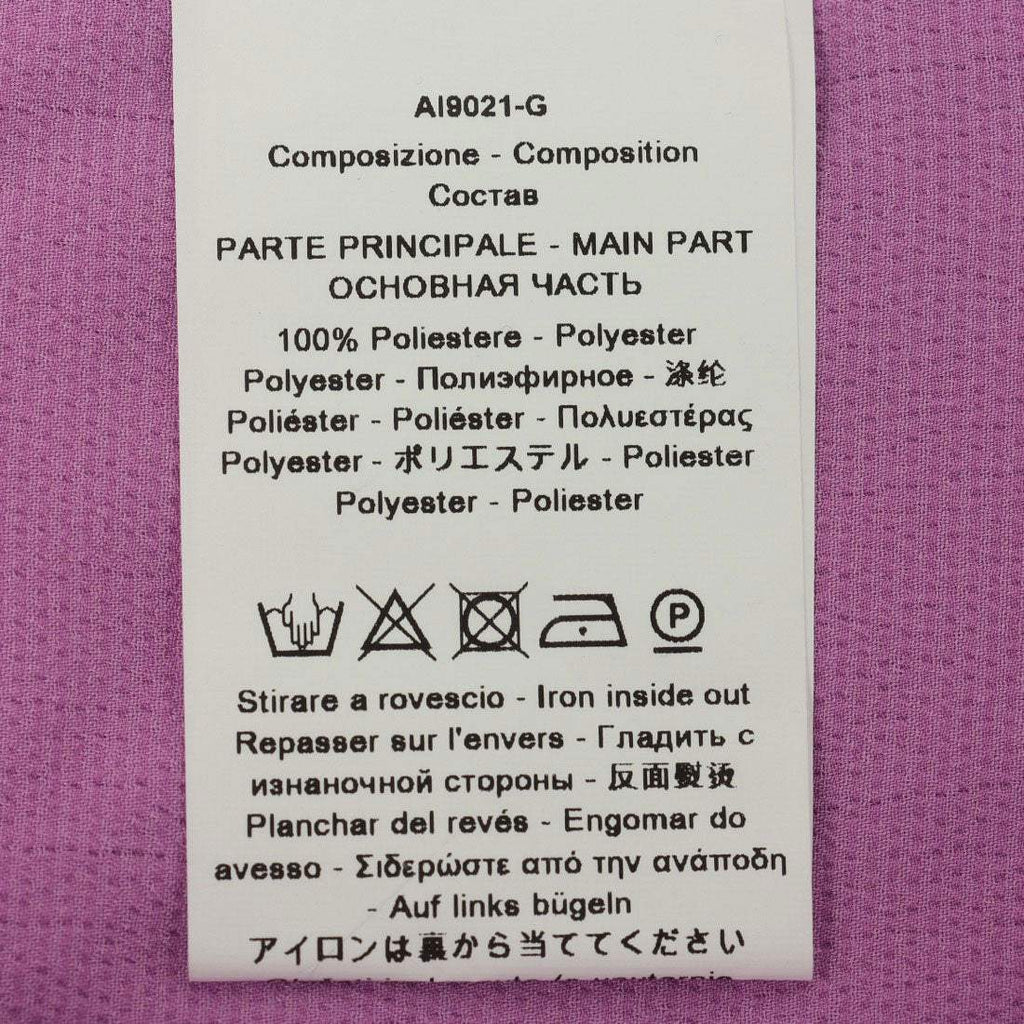 AI9021-G
Composizione - Composition
Состав
PARTE PRINCIPALE - MAIN PART
ОСНОВНАЯ ЧАСТЬ
100% Poliestere - Polyester
Polyester - Полиэфирное - 涤纶
Poliéster - Poliéster - Πολυεστέρας
Polyester - ポリエステル - Poliester
Polyester - Poliester
P
Stirare a rovescio - Iron inside out
Repasser sur l'envers - Гладить с
изнаночной стороны - 反面熨烫
Planchar del revés - Engomar do
avesso - Σιδερώστε από την ανάποδη
- Auf links bügeln
アイロンは裏から当ててください